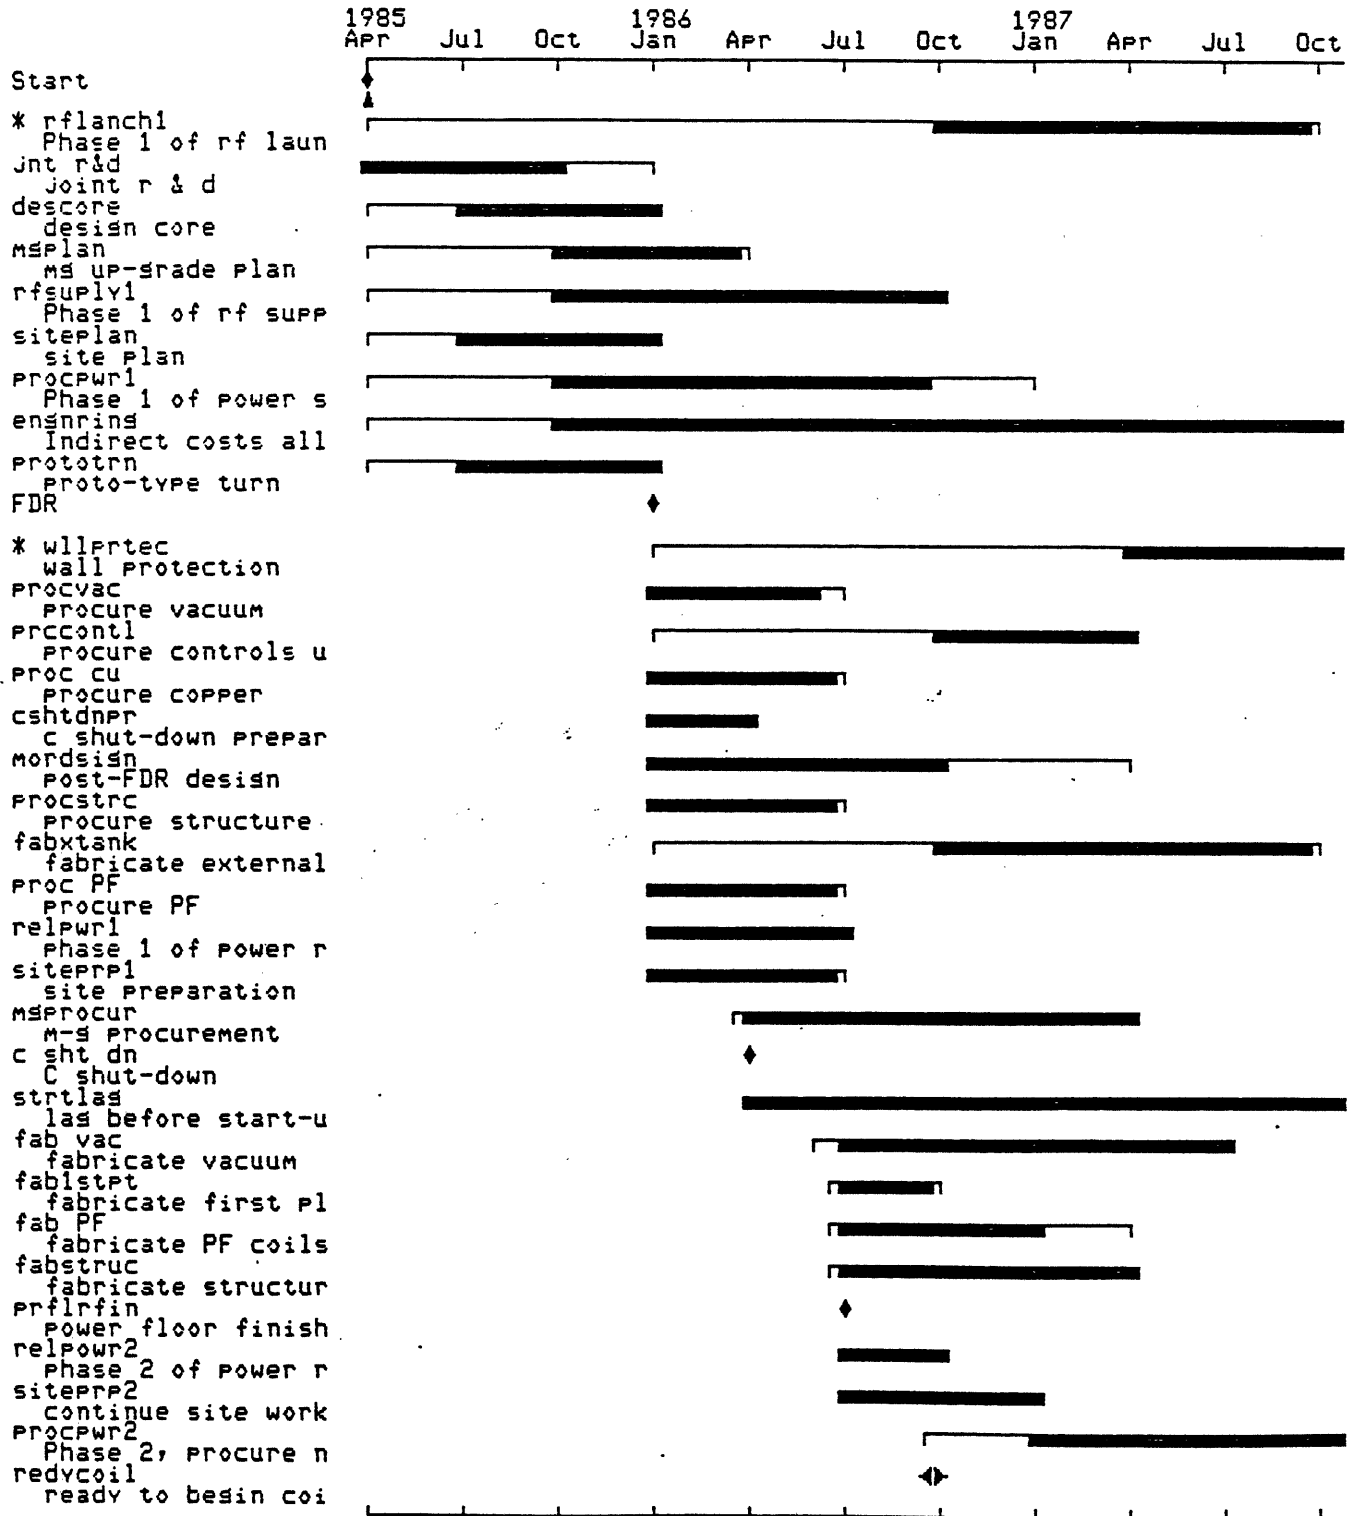 1985 1986 1987
Apr Jul Oct Jan Apr Jul Oct Jan Apr Jul Oct
Start
* rflanch1
Phase 1 of rf laun
jnt r&d
joint r & d
descore
design core
mgplan
mg up-grade plan
rfsuply1
Phase 1 of rf supp
siteplan
site plan
procpwr1
Phase 1 of power s
engnring
Indirect costs all
prototrn
proto-type turn
FDR
* wllprtec
wall protection
procvac
procure vacuum
prccontl
procure controls u
proc cu
procure copper
cshtdnpr
c shut-down prepar
mordsign
post-FDR design
procstrc
procure structure
fabxtank
fabricate external
proc PF
procure PF
relpwr1
phase 1 of power r
siteprp1
site preparation
mgprocur
m-g procurement
c sht dn
C shut-down
strtlag
lag before start-u
fab vac
fabricate vacuum
fab1stpt
fabricate first pl
fab PF
fabricate PF coils
fabstruc
fabricate structur
prflrfin
power floor finish
relpowr2
phase 2 of power r
siteprp2
continue site work
procpwr2
Phase 2, procure n
redycoil
ready to begin coi